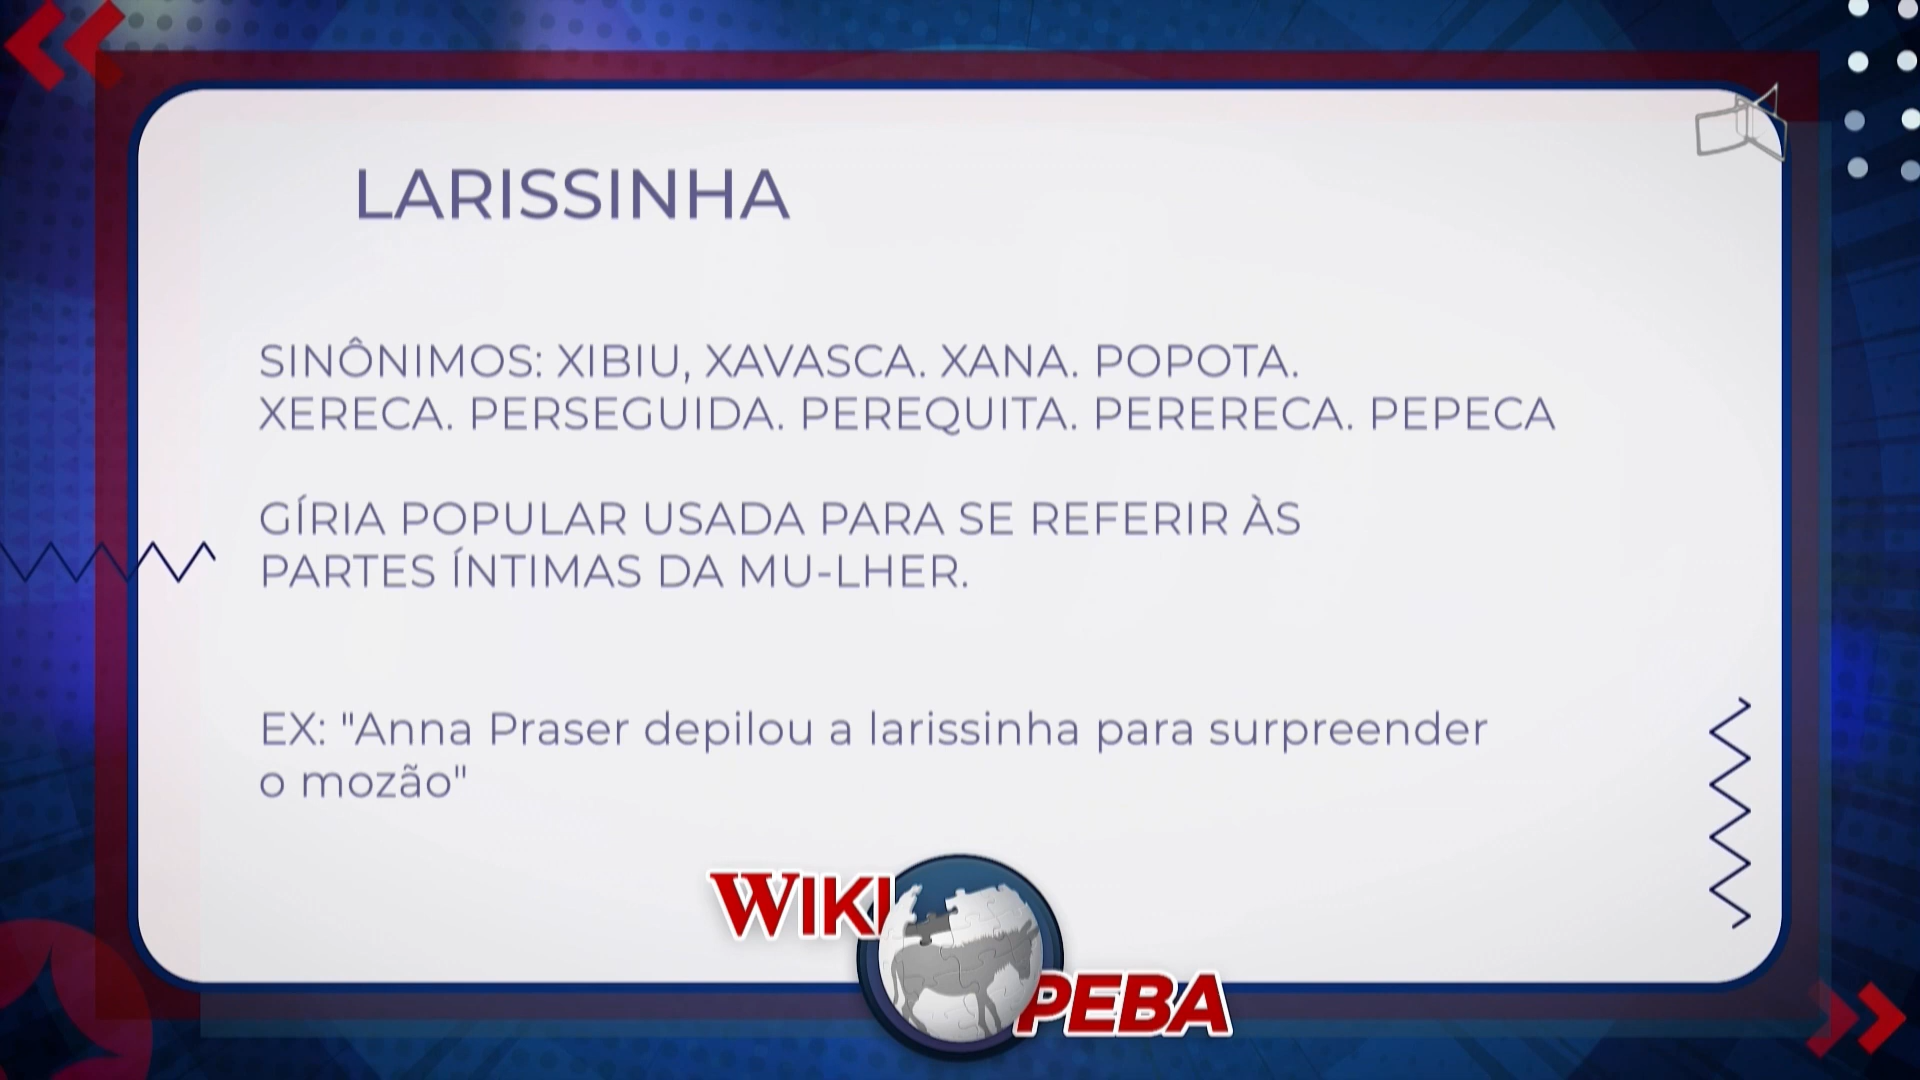 LARISSINHA
SINÔNIMOS: XIBIU, XAVASCA. XANA. POPOTA.
XERECA. PERSEGUIDA. PEREQUITA. PERERECA. PEPECA
GÍRIA POPULAR USADA PARA SE REFERIR ÀS
PARTES ÍNTIMAS DA MU-LHER.
EX: "Anna Praser depilou a larissinha para surpreender
o mozão"
WIKI
PEBA